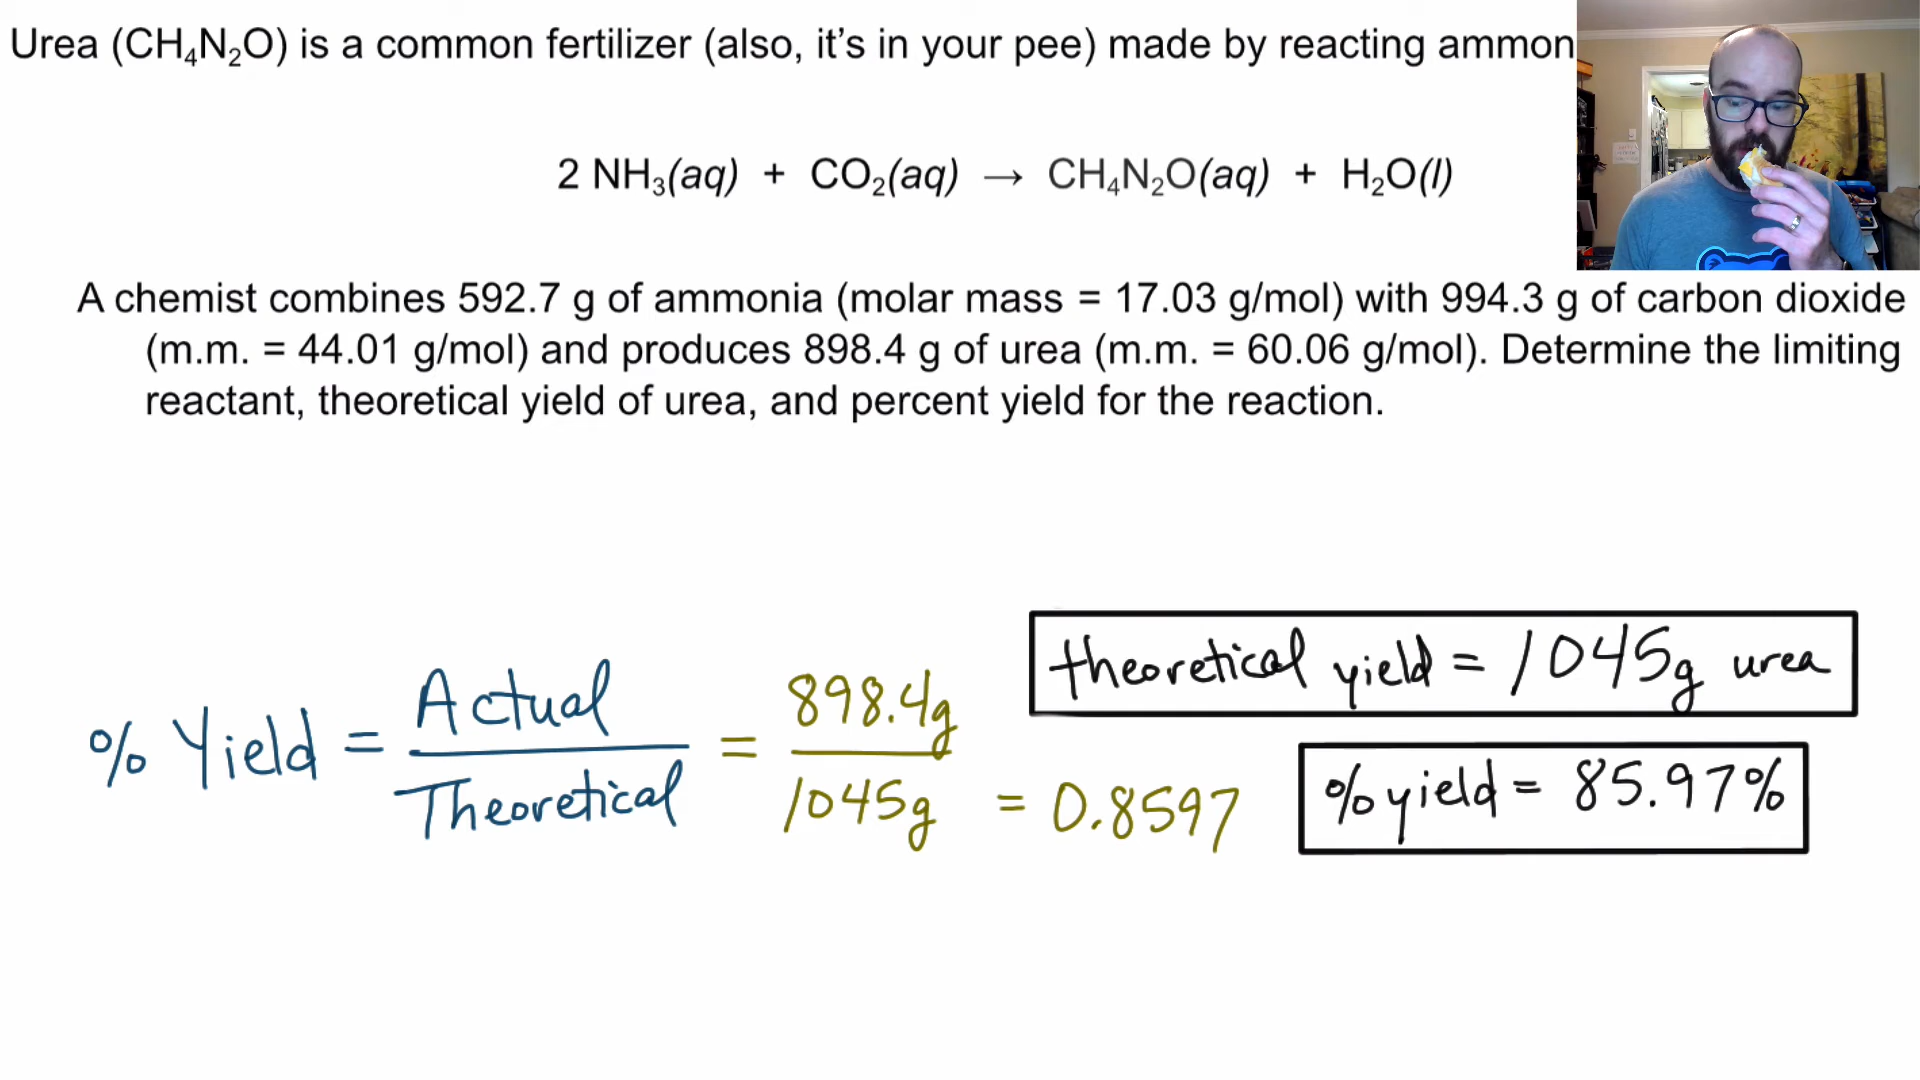 Urea (CH₄N₂O) is a common fertilizer (also, it's in your pee) made by reacting ammon
2 NH₃(aq) + CO₂(aq) → CH₄N₂O(aq) + H₂O(l)
A chemist combines 592.7 g of ammonia (molar mass = 17.03 g/mol) with 994.3 g of carbon dioxide
(m.m. = 44.01 g/mol) and produces 898.4 g of urea (m.m. = 60.06 g/mol). Determine the limiting
reactant, theoretical yield of urea, and percent yield for the reaction.
theoretical yield = 1045g urea
% Yield = Actual / Theoretical = 898.4g / 1045g = 0.8597
% yield = 85.97%